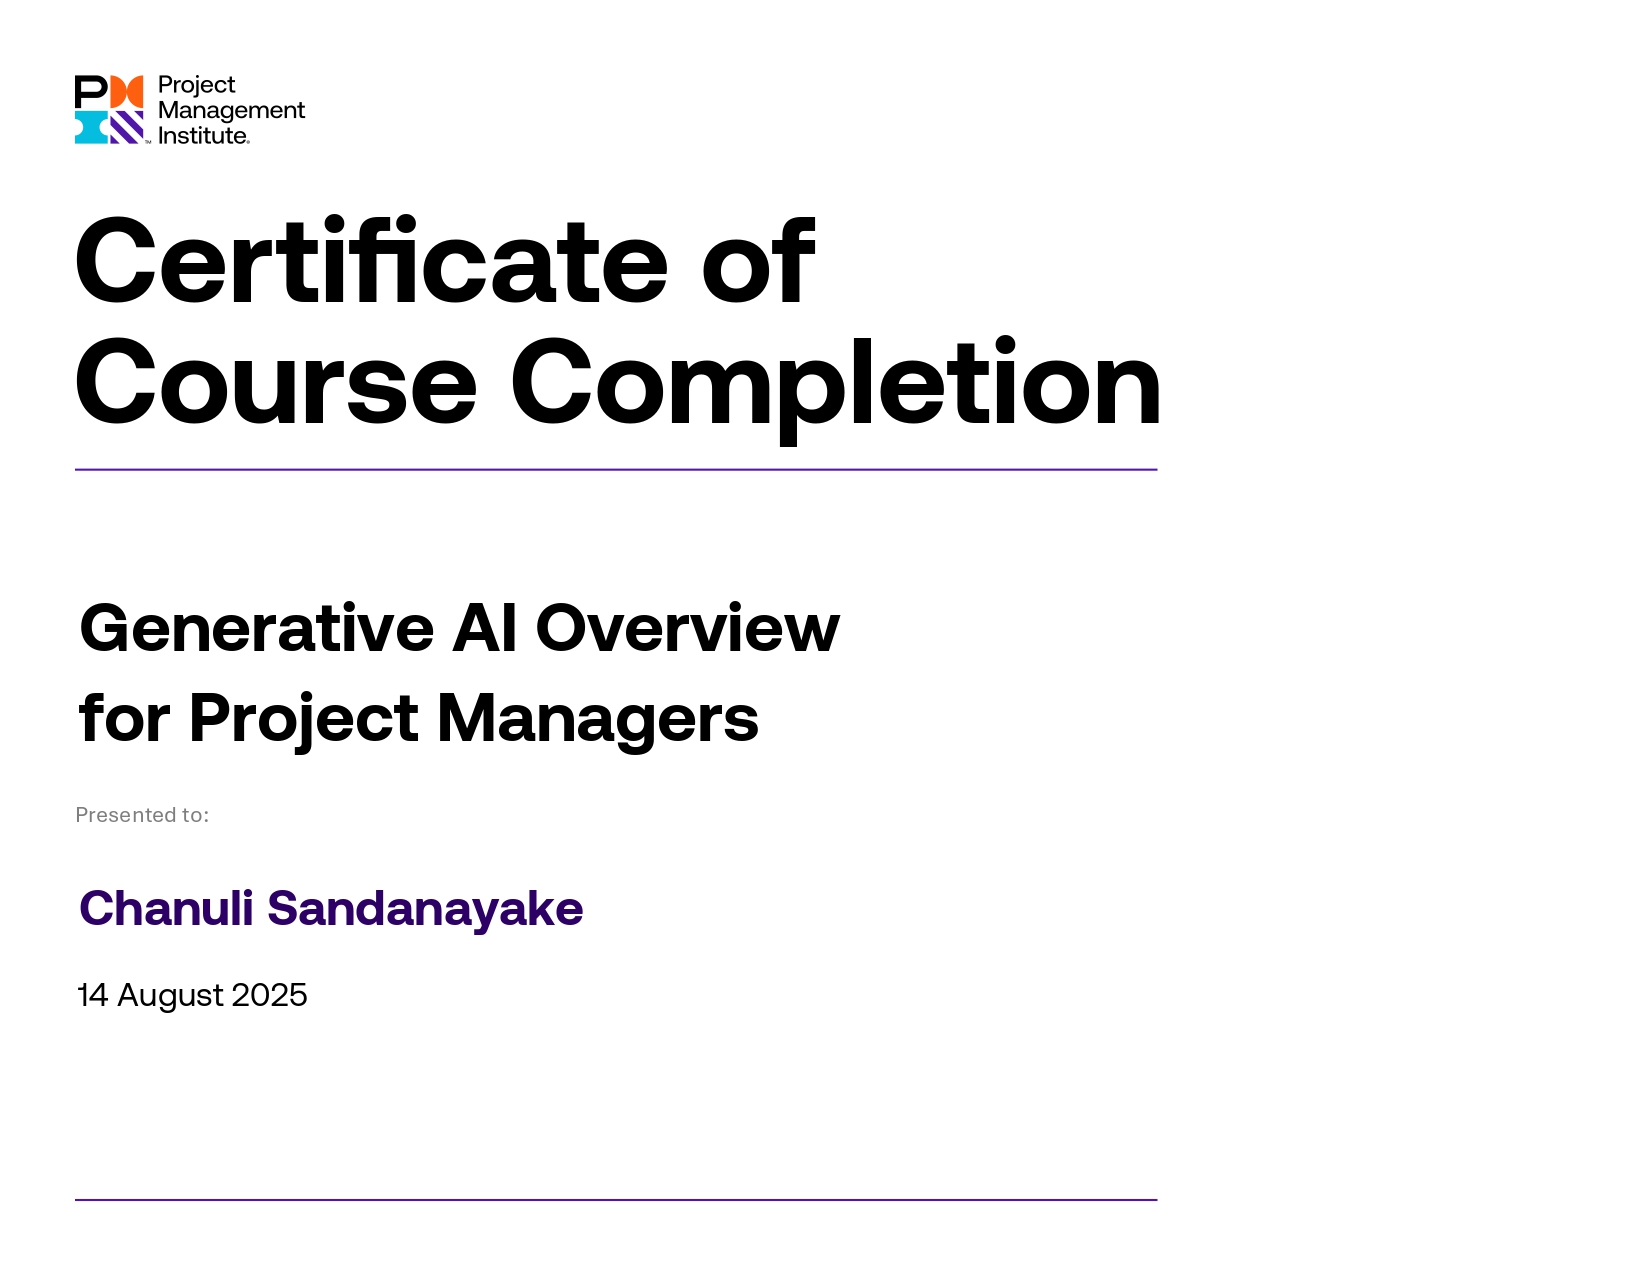 Project
Management
Institute®
Certificate of
Course Completion
Generative AI Overview
for Project Managers
Presented to:
Chanuli Sandanayake
14 August 2025